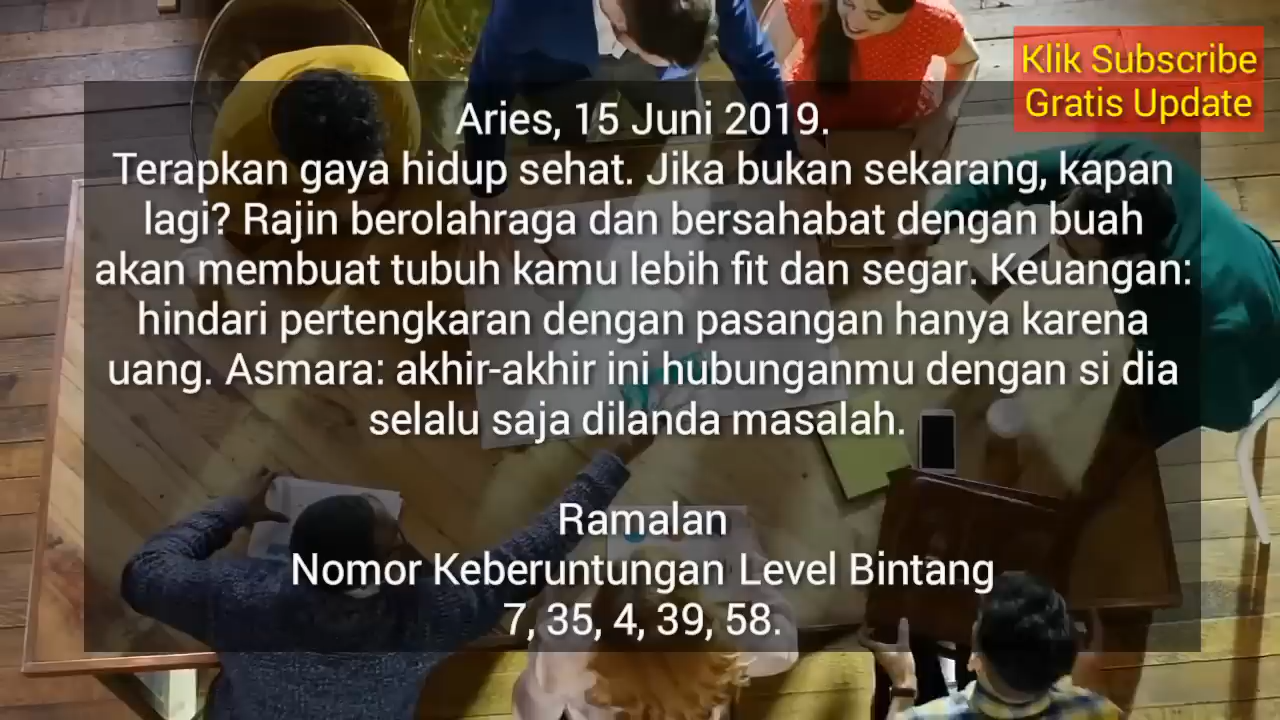 Klik Subscribe
Gratis Update
Aries, 15 Juni 2019.
Terapkan gaya hidup sehat. Jika bukan sekarang, kapan
lagi? Rajin berolahraga dan bersahabat dengan buah
akan membuat tubuh kamu lebih fit dan segar. Keuangan:
hindari pertengkaran dengan pasangan hanya karena
uang. Asmara: akhir-akhir ini hubunganmu dengan si dia
selalu saja dilanda masalah.
Ramalan
Nomor Keberuntungan Level Bintang
7, 35, 4, 39, 58.